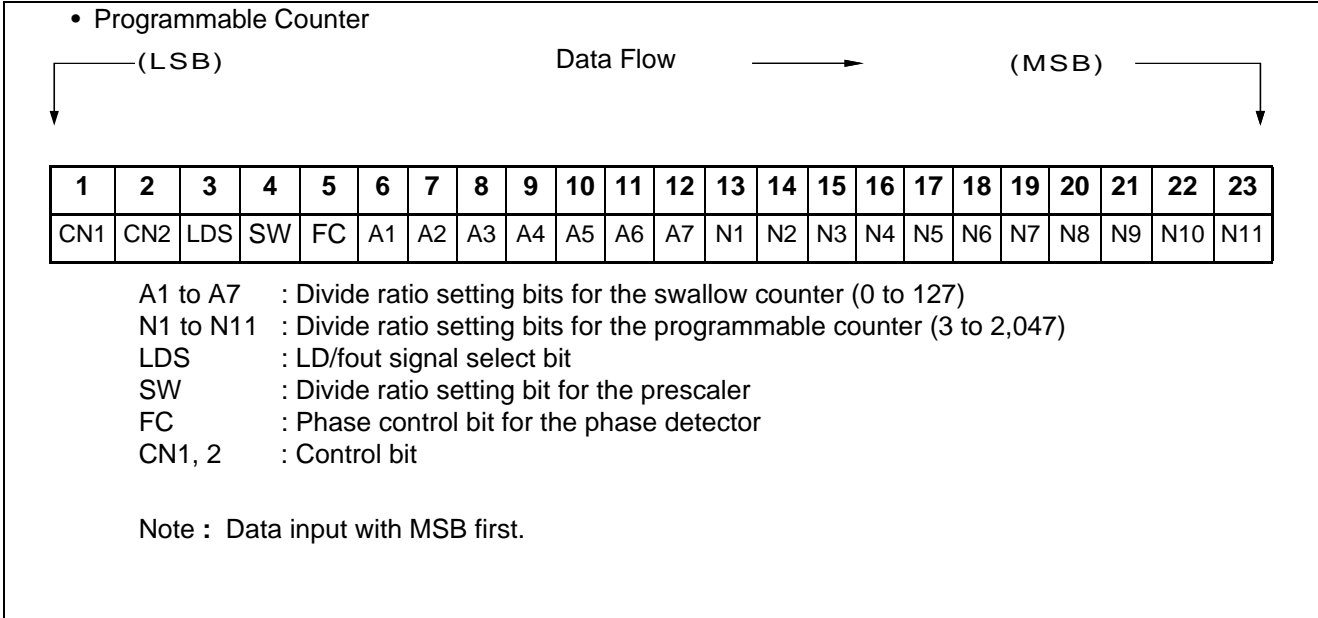 • Programmable Counter
(LSB) Data Flow (MSB)
1 2 3 4 5 6 7 8 9 10 11 12 13 14 15 16 17 18 19 20 21 22 23
CN1 CN2 LDS SW FC A1 A2 A3 A4 A5 A6 A7 N1 N2 N3 N4 N5 N6 N7 N8 N9 N10 N11
A1 to A7 : Divide ratio setting bits for the swallow counter (0 to 127)
N1 to N11 : Divide ratio setting bits for the programmable counter (3 to 2,047)
LDS : LD/fout signal select bit
SW : Divide ratio setting bit for the prescaler
FC : Phase control bit for the phase detector
CN1, 2 : Control bit
Note : Data input with MSB first.